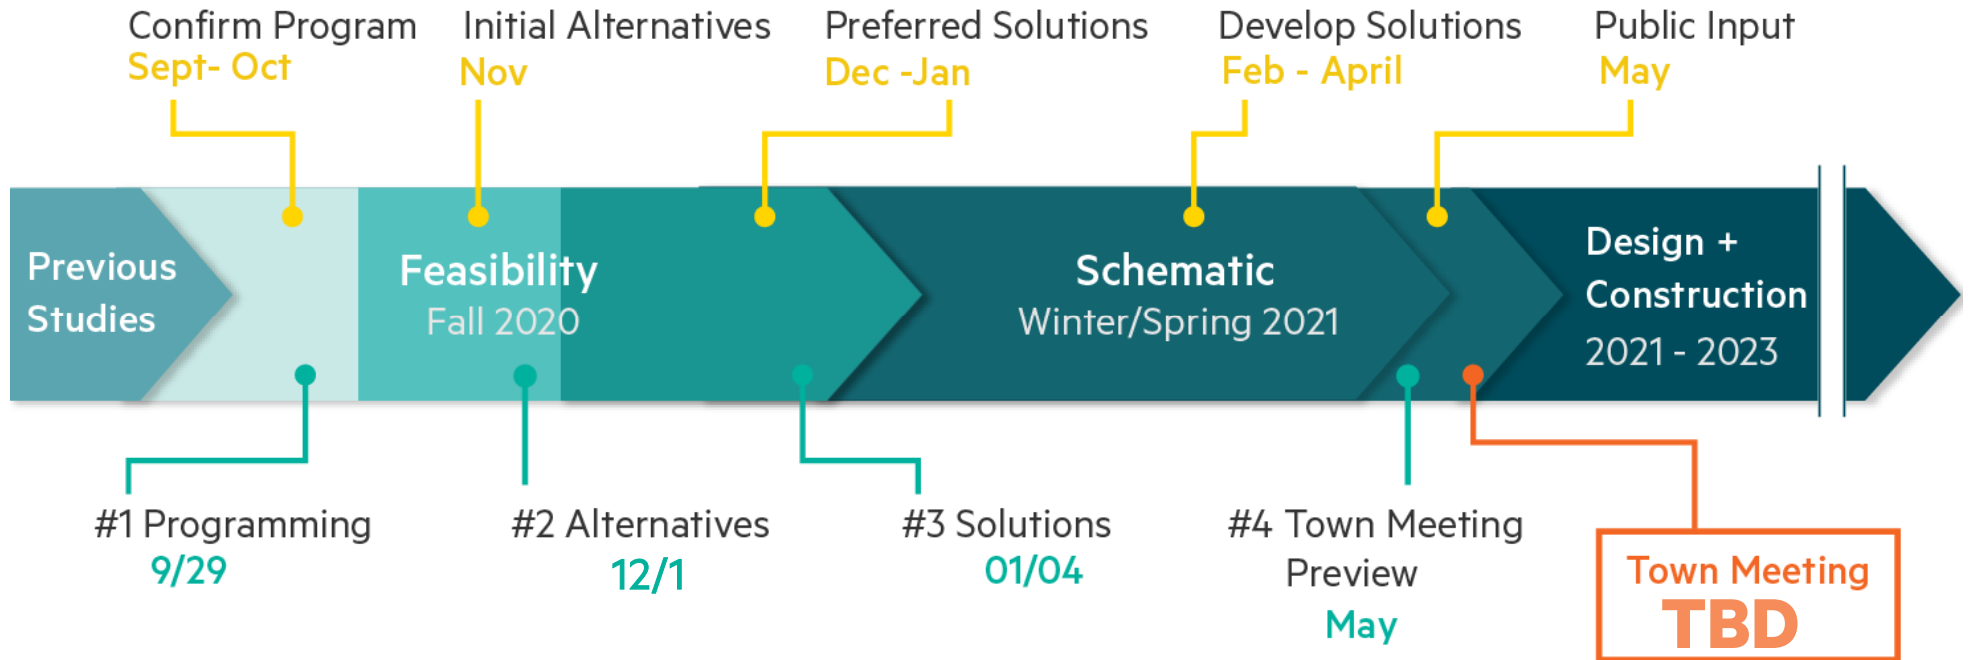 Confirm Program
Sept- Oct
Initial Alternatives
Nov
Preferred Solutions
Dec -Jan
Develop Solutions
Feb - April
Public Input
May
Previous
Studies
Feasibility
Fall 2020
Schematic
Winter/Spring 2021
Design +
Construction
2021 - 2023
#1 Programming
9/29
#2 Alternatives
12/1
#3 Solutions
01/04
#4 Town Meeting
Preview
May
Town Meeting
TBD